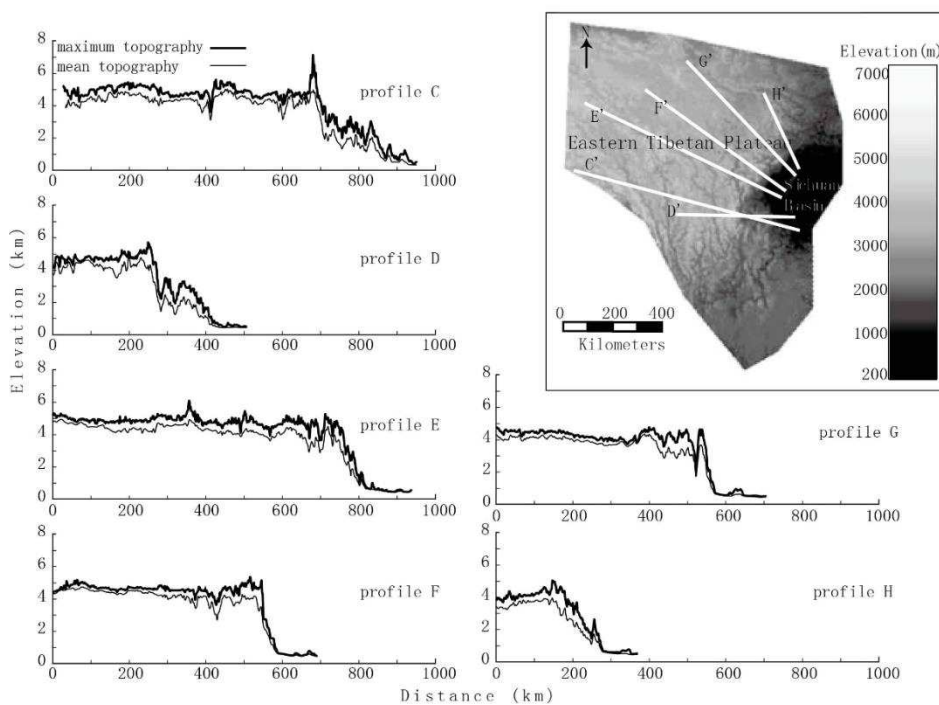 maximum topography
mean topography
profile C
8
6
4
2
0
0 200 400 600 800 1000
profile D
8
6
4
2
0
0 200 400 600 800 1000
profile E
8
6
4
2
0
0 200 400 600 800 1000
profile F
8
6
4
2
0
0 200 400 600 800 1000
Elevation (km)
Distance (km)
N
G' H'
F'
E'
Eastern Tibetan Plateau
C'
D'
Sichuan
Basin
0 200 400
Kilometers
Elevation(m)
7000
6000
5000
4000
3000
2000
1000
200
profile G
8
6
4
2
0
0 200 400 600 800 1000
profile H
8
6
4
2
0
0 200 400 600 800 1000